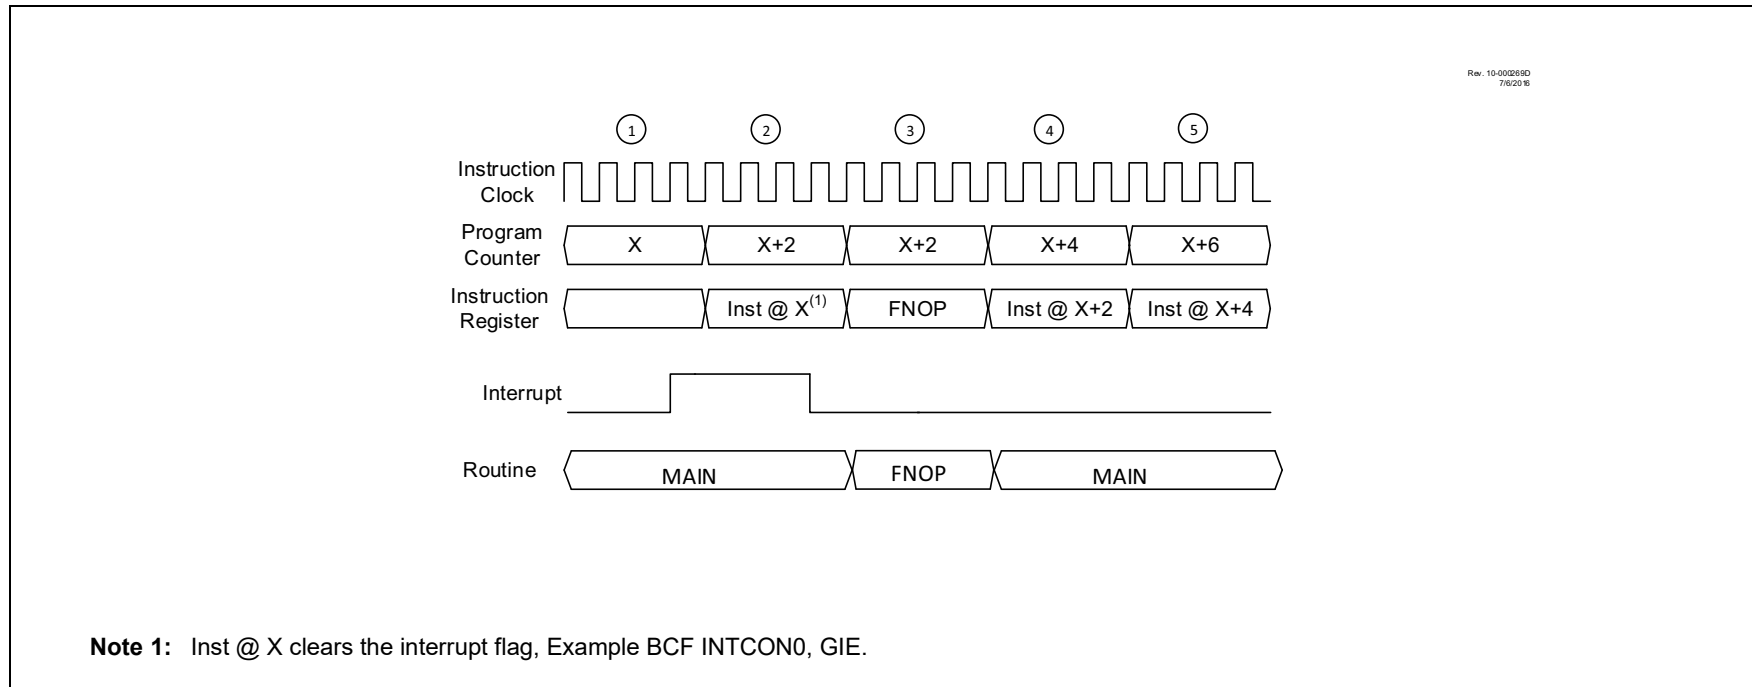 Rev. 10-000269D
7/6/2016
1 2 3 4 5
Instruction
Clock
Program
Counter
X X+2 X+2 X+4 X+6
Instruction
Register
Inst @ X(1) FNOP Inst @ X+2 Inst @ X+4
Interrupt
Routine
MAIN FNOP MAIN
Note 1: Inst @ X clears the interrupt flag, Example BCF INTCON0, GIE.